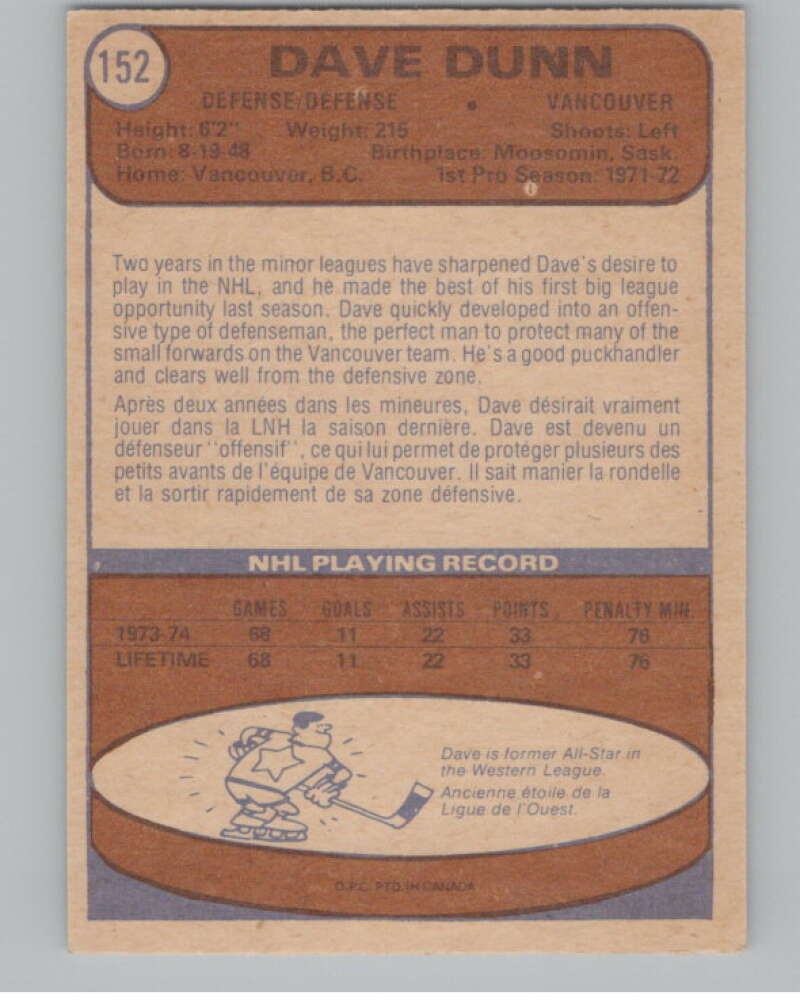 152
DAVE DUNN
DEFENSE/DEFENSE • VANCOUVER
Height: 6'2" Weight: 215 Shoots: Left
Born: 8-19-48 Birthplace: Moosomin, Sask.
Home: Vancouver, B.C. 1st Pro Season: 1971-72
Two years in the minor leagues have sharpened Dave's desire to
play in the NHL, and he made the best of his first big league
opportunity last season. Dave quickly developed into an offen-
sive type of defenseman, the perfect man to protect many of the
small forwards on the Vancouver team. He's a good puckhandler
and clears well from the defensive zone.
Après deux années dans les mineures, Dave désirait vraiment
jouer dans la LNH la saison dernière. Dave est devenu un
défenseur "offensif", ce qui lui permet de protéger plusieurs des
petits avants de l'équipe de Vancouver. Il sait manier la rondelle
et la sortir rapidement de sa zone défensive.
NHL PLAYING RECORD
GAMES GOALS ASSISTS POINTS PENALTY MIN.
1973-74 68 11 22 33 76
LIFETIME 68 11 22 33 76
Dave is former All-Star in
the Western League.
Ancienne étoile de la
Ligue de l'Ouest.
O.P.C. PTD. IN CANADA